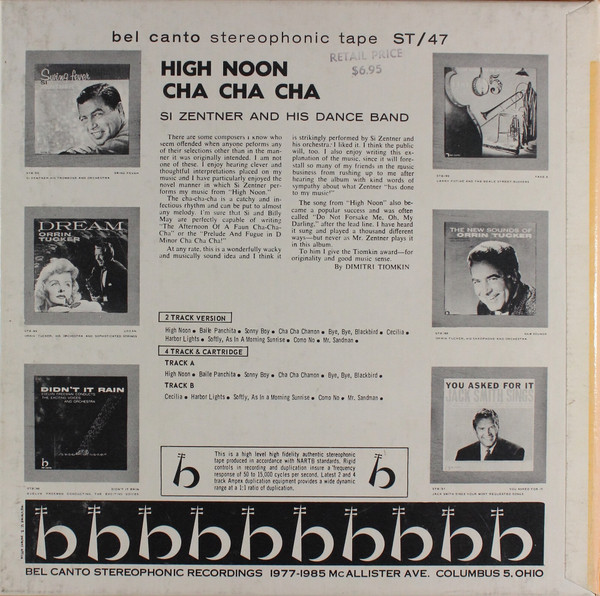 bel canto stereophonic tape ST/47
RETAIL PRICE
$6.95
HIGH NOON
CHA CHA CHA
SI ZENTNER AND HIS DANCE BAND
There are some composers I know who
seem offended when anyone peforms any
of their selections other than in the man-
ner it was originally intended. I am not
one of these. I enjoy hearing clever and
thoughtful interpretations placed on my
music and I have particularly enjoyed the
novel manner in which Si Zentner per-
forms my music from "High Noon."
The cha-cha-cha is a catchy and in-
fectious rhythm and can be put to almost
any melody. I'm sure that Si and Billy
May are perfectly capable of writing
"The Afternoon Of A Faun Cha-Cha-
Cha" or the "Prelude And Fugue in D
Minor Cha Cha Cha!"
At any rate, this is a wonderfully wacky
and musically sound idea and I think it
is strikingly performed by Si Zentner and
his orchestra. I liked it. I think the public
will, too. I also enjoy writing this ex-
planation of the music, since it will fore-
stall so many of my friends in the music
business from rushing up to me after
hearing the album with kind words of
sympathy about what Zentner "has done
to my music!"
The song from "High Noon" also be-
came a popular success and was often
called "Do Not Forsake Me, Oh, My
Darling," after the lead line. I have heard
it sung and played a thousand different
ways—but never as Mr. Zentner plays it
in this album.
To him I give the Tiomkin award—for
originality and good music sense.
By DIMITRI TIOMKIN
Swing fever
DREAM
ORRIN
TUCKER
DIDN'T IT RAIN
EVELYN FREEMAN CONDUCTS
THE EXCITING VOICES
AND ORCHESTRA
THE NEW SOUNDS OF
ORRIN TUCKER
YOU ASKED FOR IT
JACK SMITH SINGS
2 TRACK VERSION
High Noon • Baile Panchita • Sonny Boy • Cha Cha Chamon • Bye, Bye, Blackbird • Cecilia •
Harbor Lights • Softly, As In A Morning Sunrise • Como No • Mr. Sandman •
4 TRACK & CARTRIDGE
TRACK A
High Noon • Baile Panchita • Sonny Boy • Cha Cha Chamon • Bye, Bye, Blackbird •
TRACK B
Cecilia • Harbor Lights • Softly, As In a Morning Sunrise • Como No • Mr. Sandman •
This is a high level high fidelity authentic stereophonic
tape produced in accordance with NARTB standards. Rigid
controls in recording and duplication insure a frequency
response of 50 to 15,000 cycles per second. Latest 2 and 4
track Ampex duplication equipment provides a wide dynamic
range at a 1:1 ratio of duplication.
BEL CANTO STEREOPHONIC RECORDINGS 1977-1985 McALLISTER AVE. COLUMBUS 5, OHIO